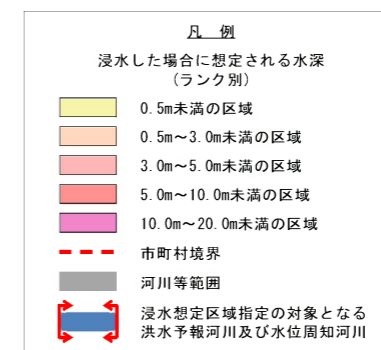 凡 例
浸水した場合に想定される水深
(ランク別)
0.5m未満の区域
0.5m～3.0m未満の区域
3.0m～5.0m未満の区域
5.0m～10.0m未満の区域
10.0m～20.0m未満の区域
市町村境界
河川等範囲
浸水想定区域指定の対象となる
洪水予報河川及び水位周知河川